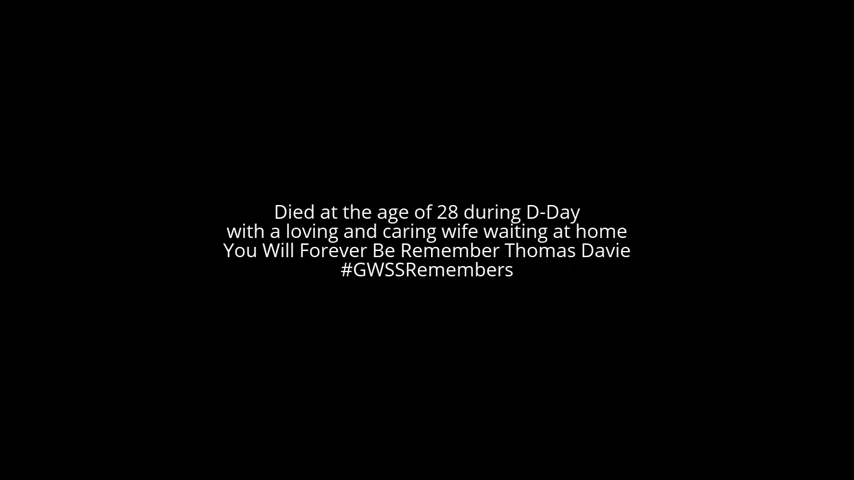 Died at the age of 28 during D-Day
with a loving and caring wife waiting at home
You Will Forever Be Remember Thomas Davie
#GWSSRemembers